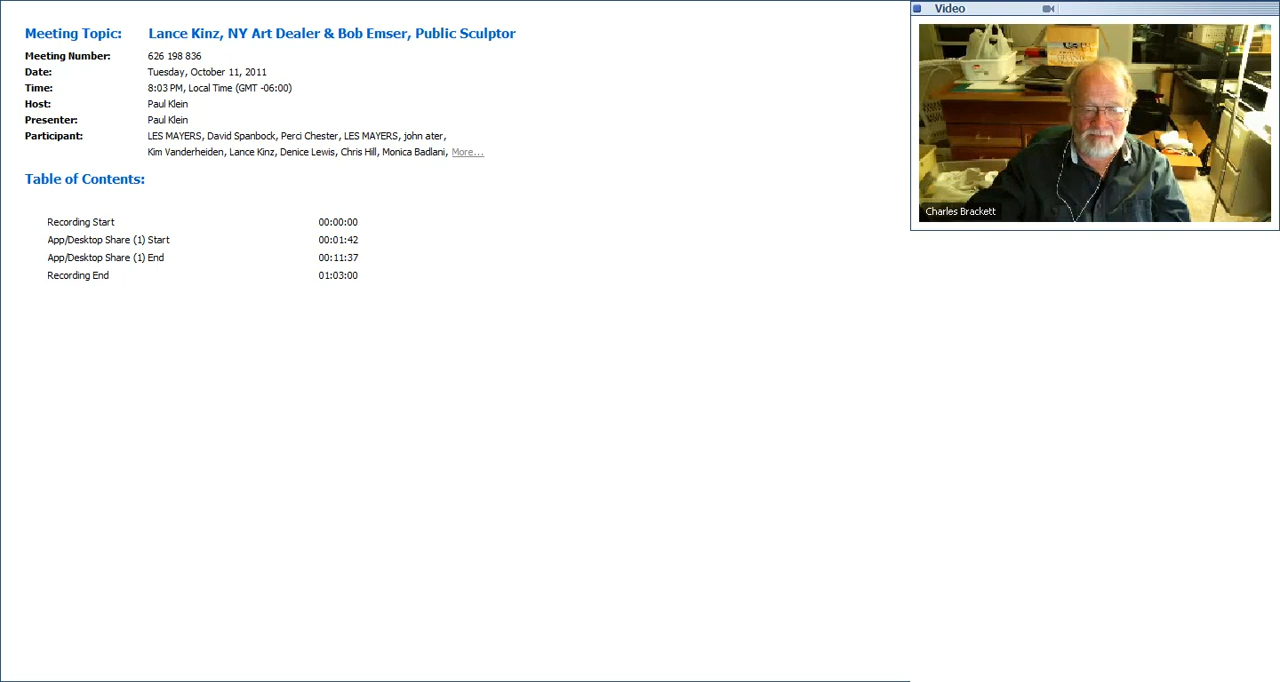 Meeting Topic: Lance Kinz, NY Art Dealer & Bob Emser, Public Sculptor
Meeting Number: 626 198 836
Date: Tuesday, October 11, 2011
Time: 8:03 PM, Local Time (GMT -06:00)
Host: Paul Klein
Presenter: Paul Klein
Participant: LES MAYERS, David Spanbock, Perci Chester, LES MAYERS, john ater,
Kim Vanderheiden, Lance Kinz, Denice Lewis, Chris Hill, Monica Badlani, More...
Table of Contents:
Recording Start 00:00:00
App/Desktop Share (1) Start 00:01:42
App/Desktop Share (1) End 00:11:37
Recording End 01:03:00
Video
Charles Brackett